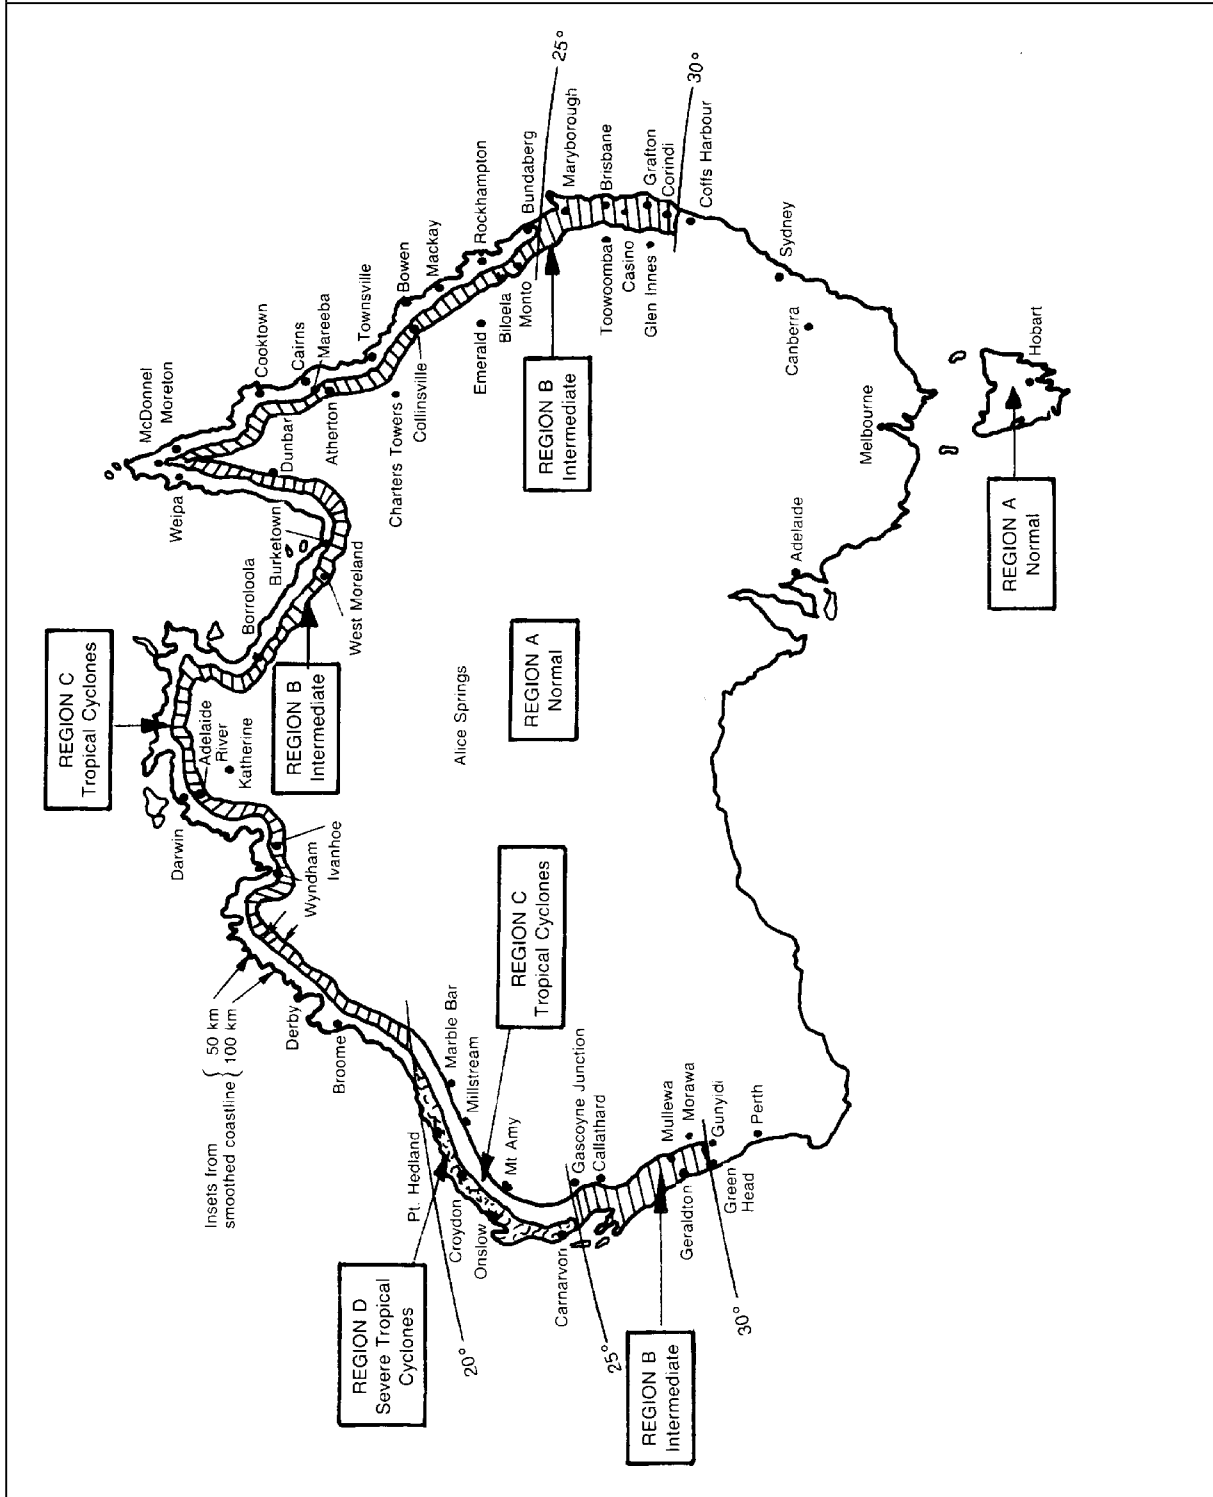 REGION C
Tropical Cyclones
REGION D
Severe Tropical
Cyclones
Insets from
smoothed coastline
50 km
100 km
McDonnel
Moreton
Weipa
Cooktown
Cairns
Mareeba
Dunbar
Atherton
Townsville
Bowen
Mackay
Charters Towers
Collinsville
Rockhampton
Emerald
Biloela
Monto
Bundaberg
25°
Maryborough
Brisbane
Toowoomba
Casino
Grafton
Glen Innes
Corindi
30°
Coffs Harbour
REGION B
Intermediate
Burketown
Borroloola
West Moreland
REGION B
Intermediate
Adelaide
River
Katherine
Darwin
Ivanhoe
Wyndham
Derby
Broome
Alice Springs
REGION A
Normal
REGION C
Tropical Cyclones
Marble Bar
Millstream
Mt Amy
Pt. Hedland
Croydon
Onslow
20°
Gascoyne Junction
Callathard
Carnarvon
25°
REGION B
Intermediate
Mullewa
Morawa
Gunyidi
Geraldton
Green
Head
30°
Perth
Sydney
Canberra
Melbourne
Adelaide
Hobart
REGION A
Normal